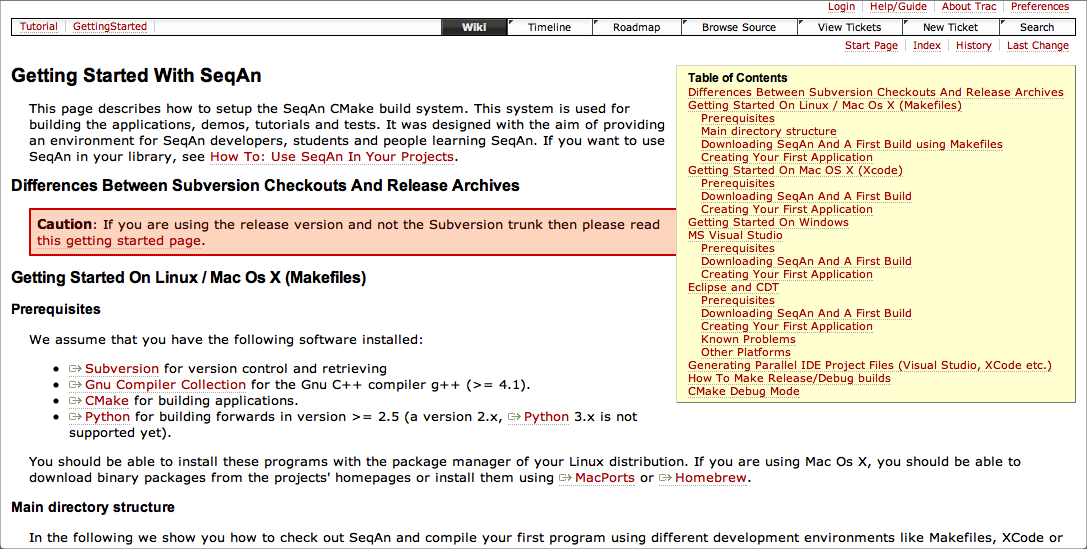 Login Help/Guide About Trac Preferences
Tutorial GettingStarted Wiki Timeline Roadmap Browse Source View Tickets New Ticket Search
Start Page Index History Last Change
Getting Started With SeqAn
This page describes how to setup the SeqAn CMake build system. This system is used for
building the applications, demos, tutorials and tests. It was designed with the aim of providing
an environment for SeqAn developers, students and people learning SeqAn. If you want to use
SeqAn in your library, see How To: Use SeqAn In Your Projects.
Differences Between Subversion Checkouts And Release Archives
Caution: If you are using the release version and not the Subversion trunk then please read
this getting started page.
Table of Contents
Differences Between Subversion Checkouts And Release Archives
Getting Started On Linux / Mac Os X (Makefiles)
Prerequisites
Main directory structure
Downloading SeqAn And A First Build using Makefiles
Creating Your First Application
Getting Started On Mac OS X (Xcode)
Prerequisites
Downloading SeqAn And A First Build
Creating Your First Application
Getting Started On Windows
MS Visual Studio
Prerequisites
Downloading SeqAn And A First Build
Creating Your First Application
Eclipse and CDT
Prerequisites
Downloading SeqAn And A First Build
Creating Your First Application
Known Problems
Other Platforms
Generating Parallel IDE Project Files (Visual Studio, XCode etc.)
How To Make Release/Debug builds
CMake Debug Mode
Getting Started On Linux / Mac Os X (Makefiles)
Prerequisites
We assume that you have the following software installed:
• Subversion for version control and retrieving
• Gnu Compiler Collection for the Gnu C++ compiler g++ (>= 4.1).
• CMake for building applications.
• Python for building forwards in version >= 2.5 (a version 2.x, Python 3.x is not
supported yet).
You should be able to install these programs with the package manager of your Linux distribution. If you are using Mac Os X, you should be able to
download binary packages from the projects' homepages or install them using MacPorts or Homebrew.
Main directory structure
In the following we show you how to check out SeqAn and compile your first program using different development environments like Makefiles, XCode or